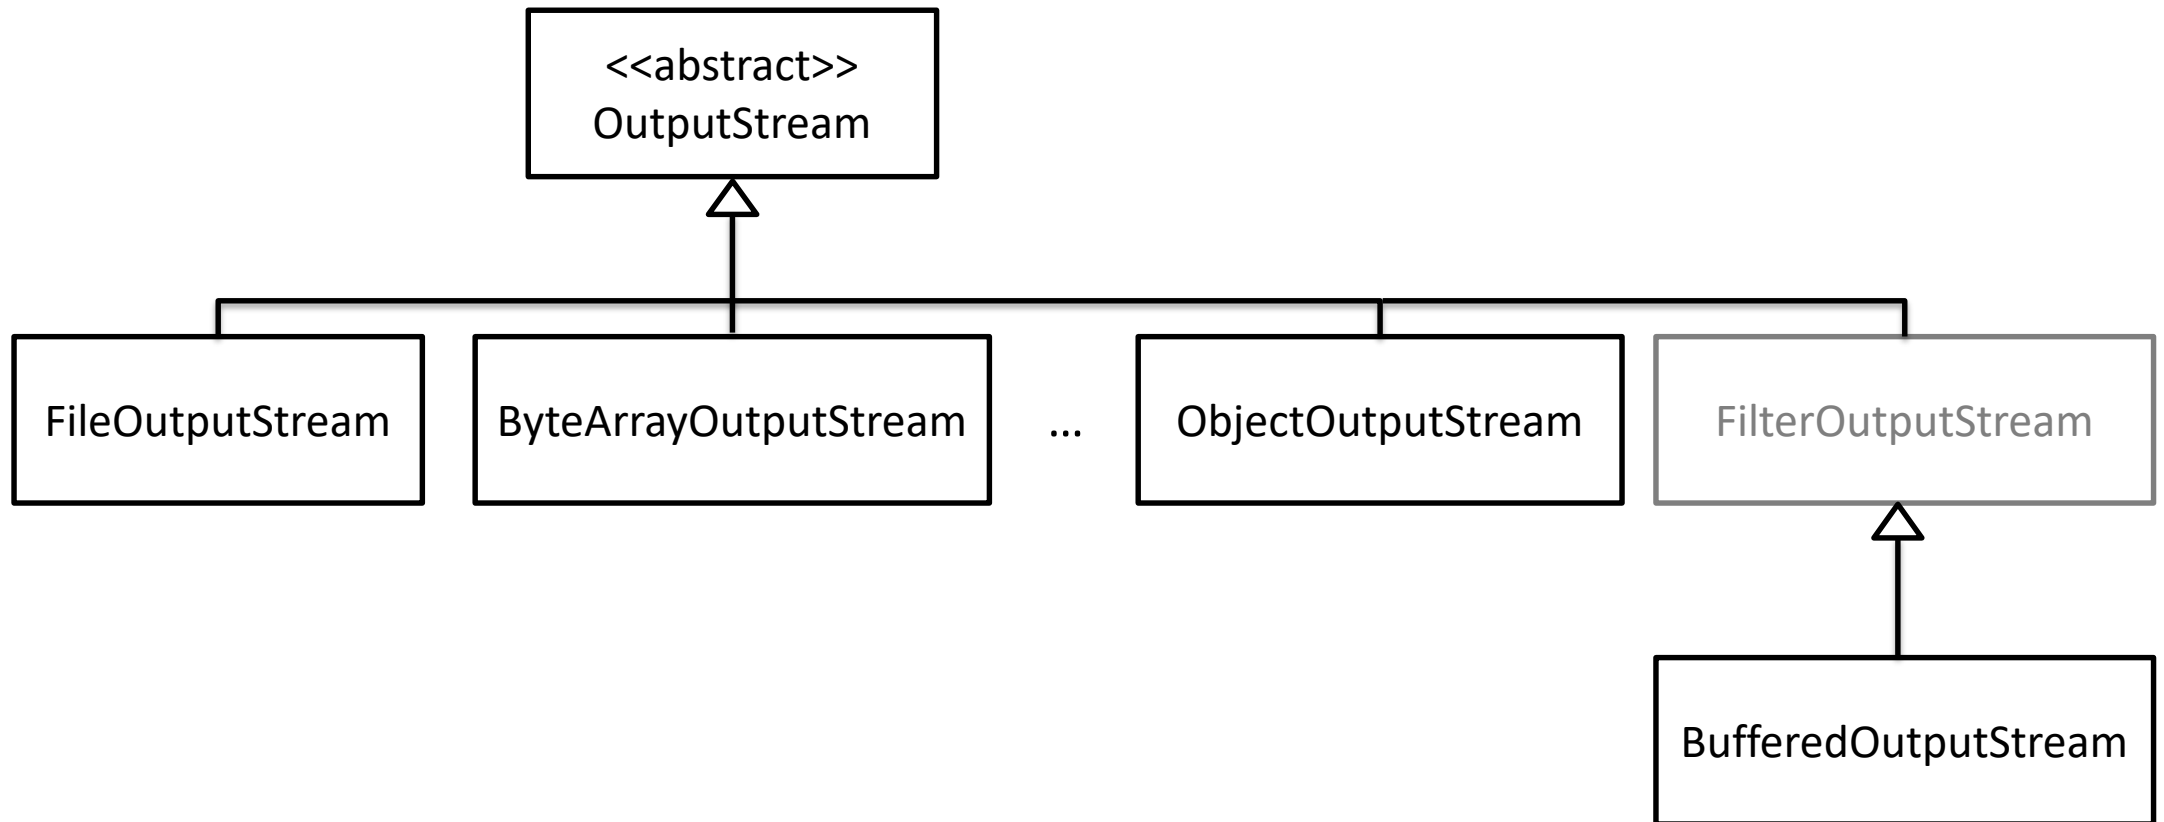 <<abstract>>
OutputStream
FileOutputStream
ByteArrayOutputStream
...
ObjectOutputStream
FilterOutputStream
BufferedOutputStream